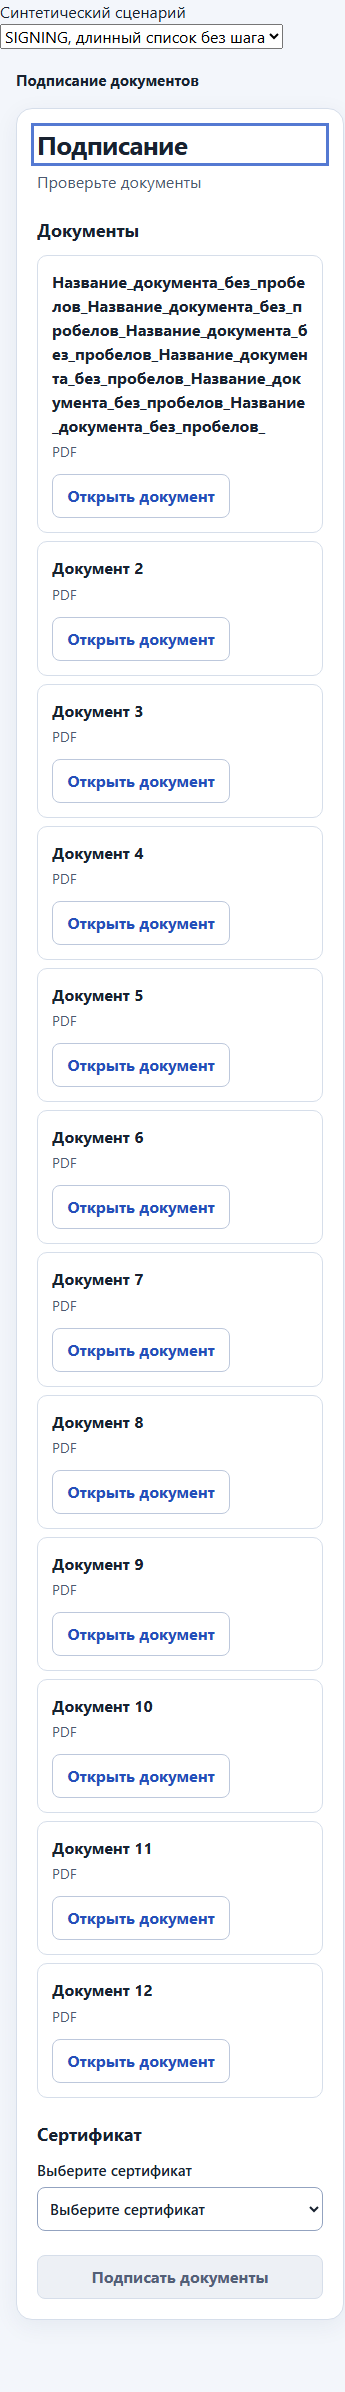 Синтетический сценарий
SIGNING, длинный список без шага
Подписание документов
Подписание
Проверьте документы
Документы
Название_документа_без_пробе
лов_Название_документа_без_п
робелов_Название_документа_б
ез_пробелов_Название_докумен
та_без_пробелов_Название_док
умента_без_пробелов_Название
_документа_без_пробелов_
PDF
Открыть документ
Документ 2
PDF
Открыть документ
Документ 3
PDF
Открыть документ
Документ 4
PDF
Открыть документ
Документ 5
PDF
Открыть документ
Документ 6
PDF
Открыть документ
Документ 7
PDF
Открыть документ
Документ 8
PDF
Открыть документ
Документ 9
PDF
Открыть документ
Документ 10
PDF
Открыть документ
Документ 11
PDF
Открыть документ
Документ 12
PDF
Открыть документ
Сертификат
Выберите сертификат
Выберите сертификат
Подписать документы